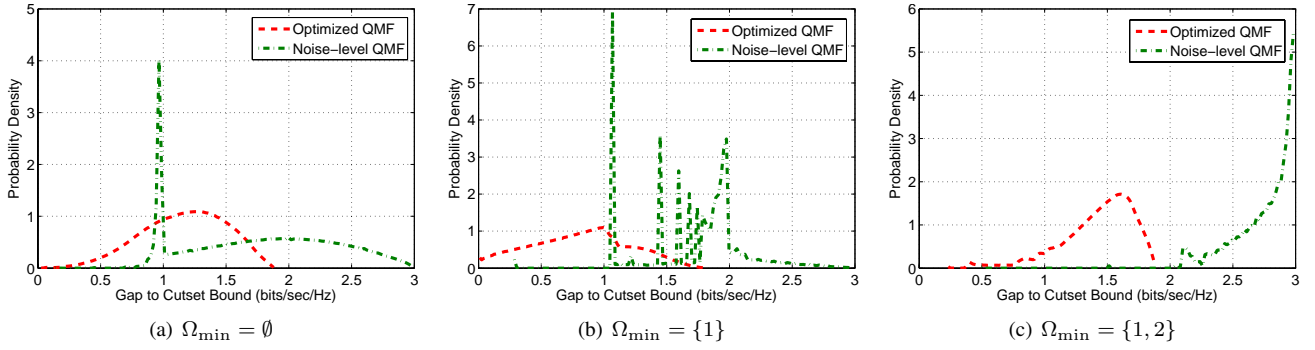 5
4
3
2
1
0
Probability Density
0 0.5 1 1.5 2 2.5 3
Gap to Cutset Bound (bits/sec/Hz)
Optimized QMF
Noise−level QMF
(a) Ωmin = ∅
7
6
5
4
3
2
1
0
Probability Density
0 0.5 1 1.5 2 2.5 3
Gap to Cutset Bound (bits/sec/Hz)
Optimized QMF
Noise−level QMF
(b) Ωmin = {1}
6
5
4
3
2
1
0
Probability Density
0 0.5 1 1.5 2 2.5 3
Gap to Cutset Bound (bits/sec/Hz)
Optimized QMF
Noise−level QMF
(c) Ωmin = {1, 2}